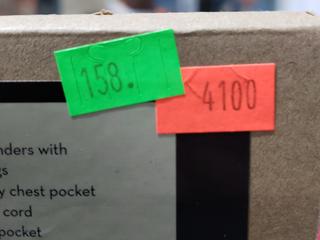 158.
4100
nders with
gs
y chest pocket
cord
pocket